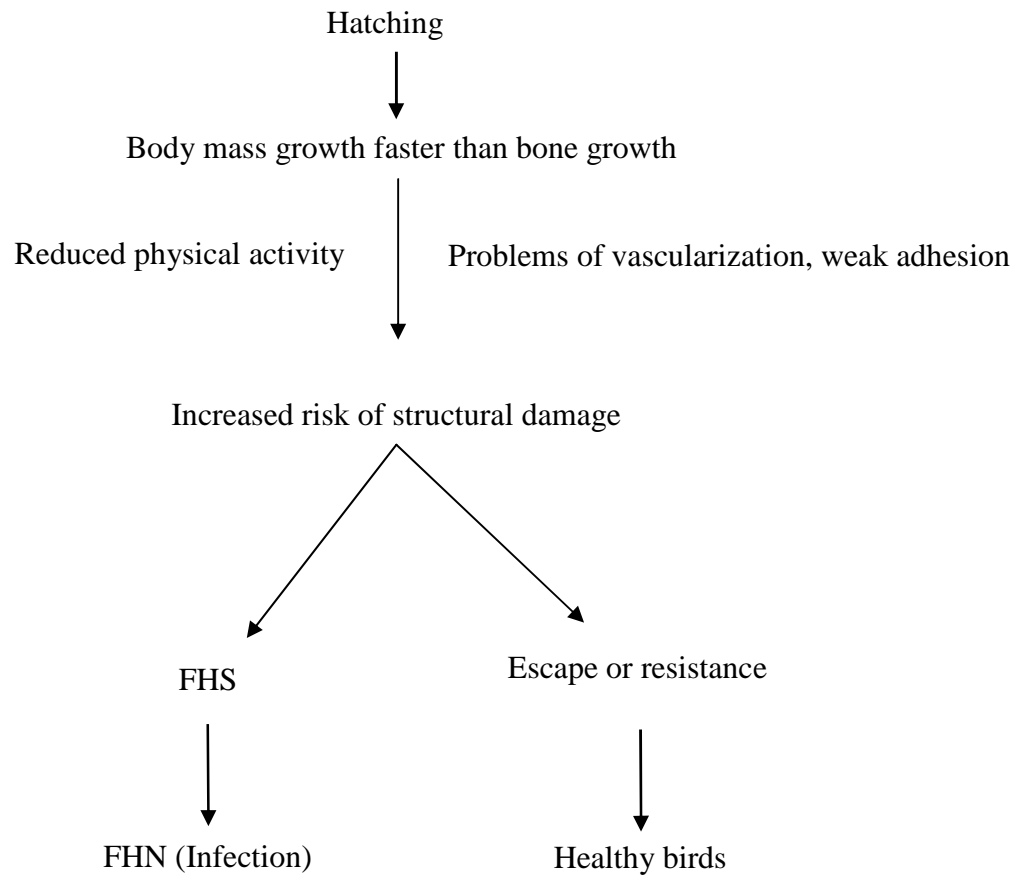 Hatching
Body mass growth faster than bone growth
Reduced physical activity
Problems of vascularization, weak adhesion
Increased risk of structural damage
FHS
Escape or resistance
FHN (Infection)
Healthy birds